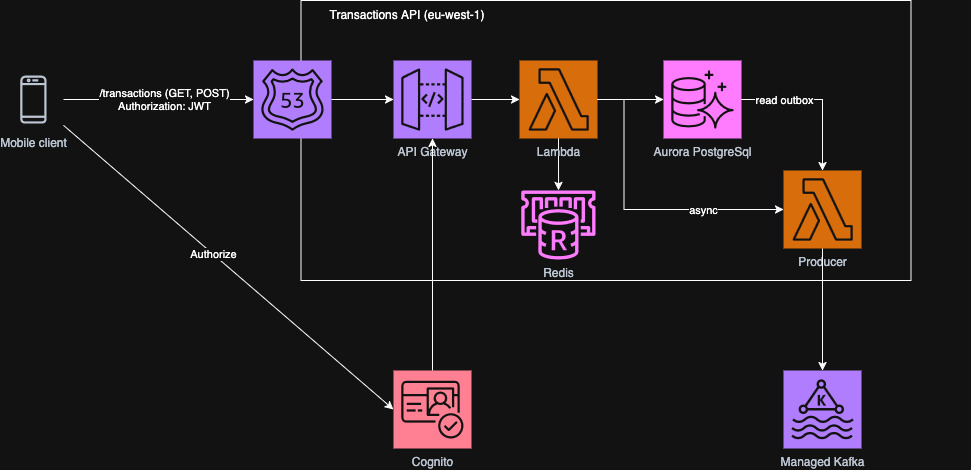 Transactions API (eu-west-1)
/transactions (GET, POST)
Authorization: JWT
53
</>
read outbox
Mobile client
API Gateway
Lambda
Aurora PostgreSql
R
async
Redis
Authorize
Producer
K
Cognito
Managed Kafka